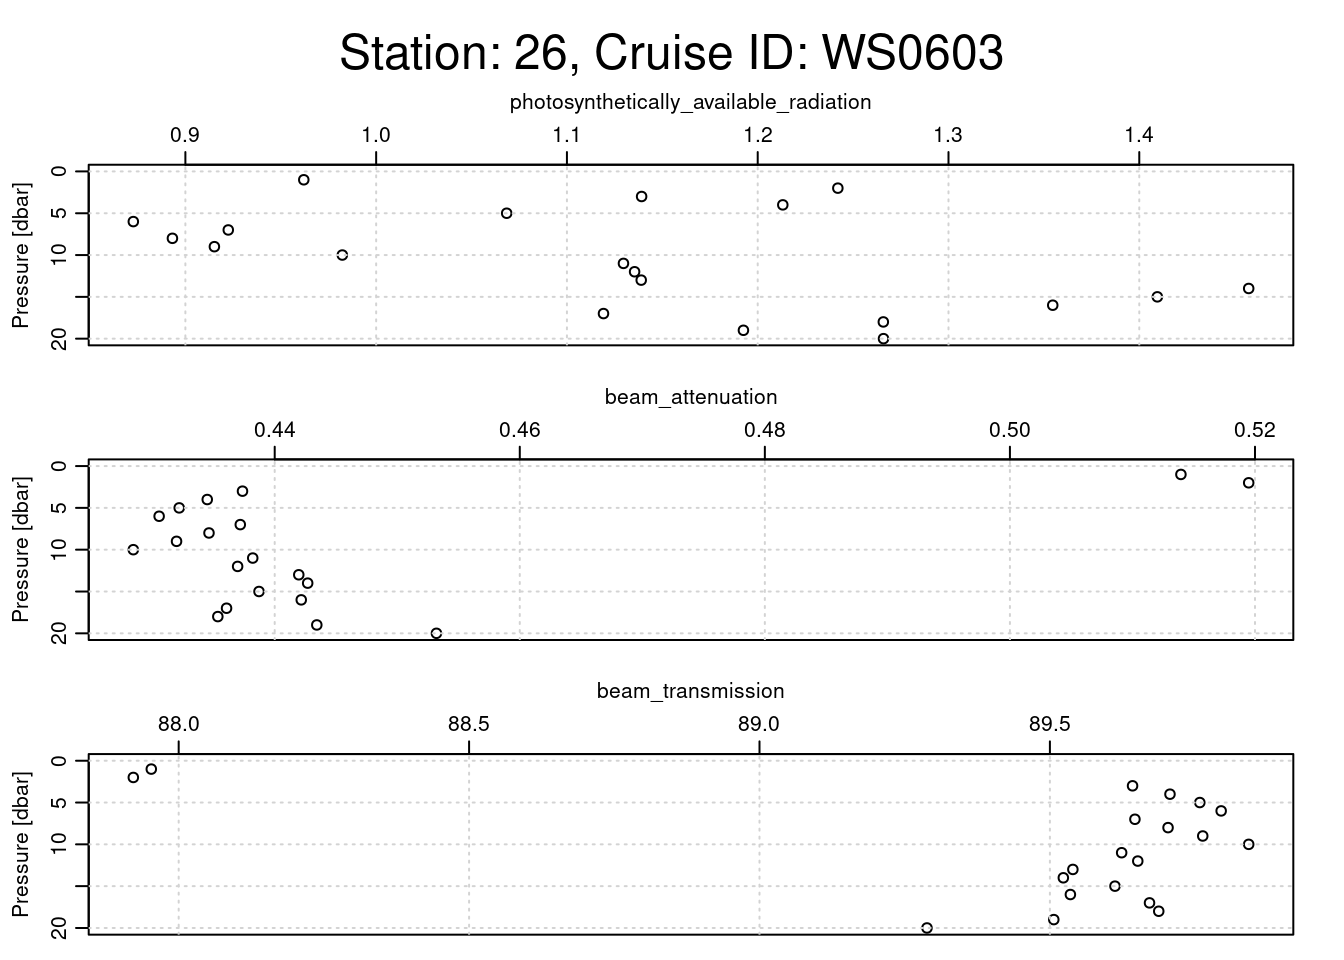 Station: 26, Cruise ID: WS0603
photosynthetically_available_radiation
0.9 1.0 1.1 1.2 1.3 1.4
Pressure [dbar]
0
5
10
20
beam_attenuation
0.44 0.46 0.48 0.50 0.52
Pressure [dbar]
0
5
10
20
beam_transmission
88.0 88.5 89.0 89.5
Pressure [dbar]
0
5
10
20